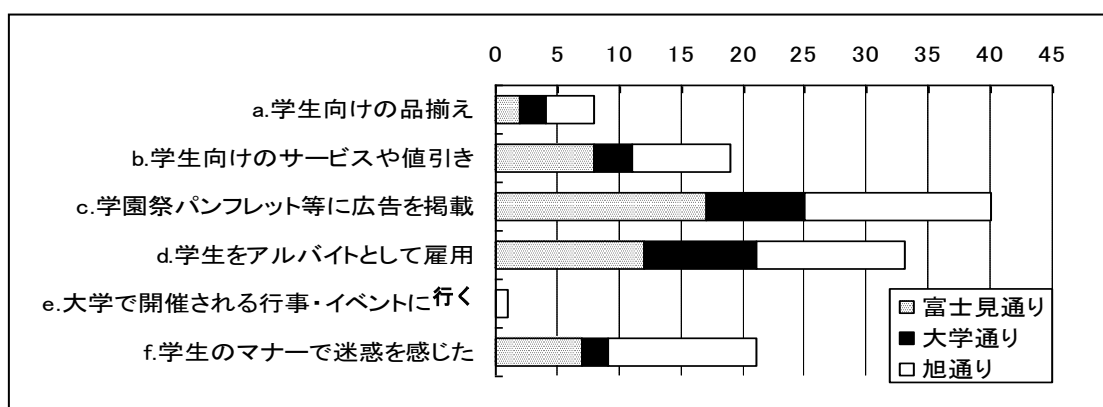 0 5 10 15 20 25 30 35 40 45
a.学生向けの品揃え
b.学生向けのサービスや値引き
c.学園祭パンフレット等に広告を掲載
d.学生をアルバイトとして雇用
e.大学で開催される行事・イベントに行く
f.学生のマナーで迷惑を感じた
富士見通り
大学通り
旭通り